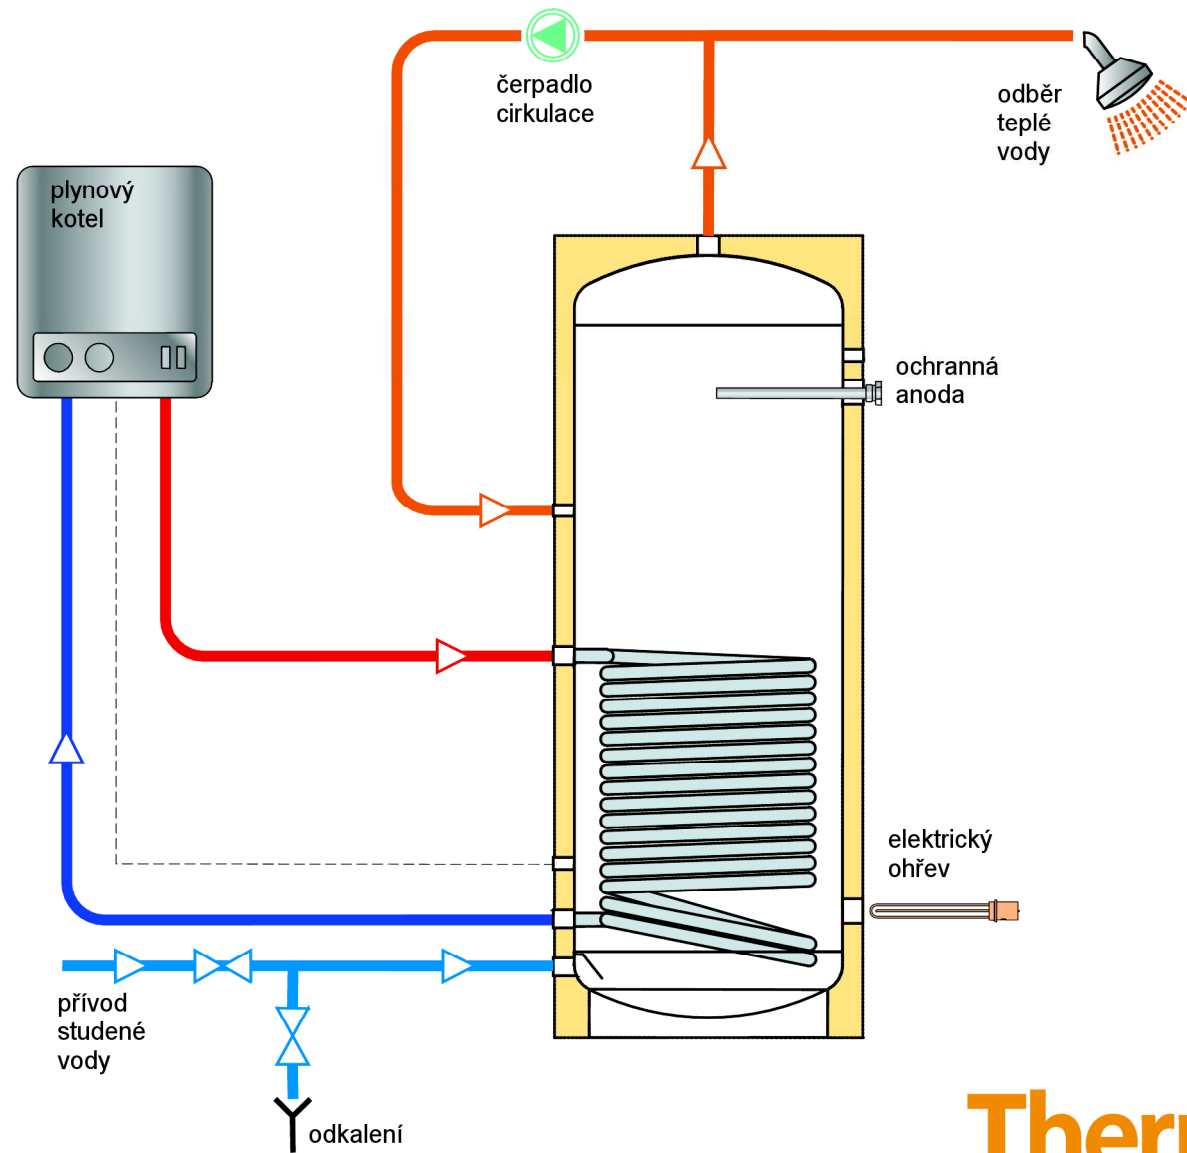 čerpadlo
cirkulace
odběr
teplé
vody
plynový
kotel
ochranná
anoda
elektrický
ohřev
přívod
studené
vody
odkalení